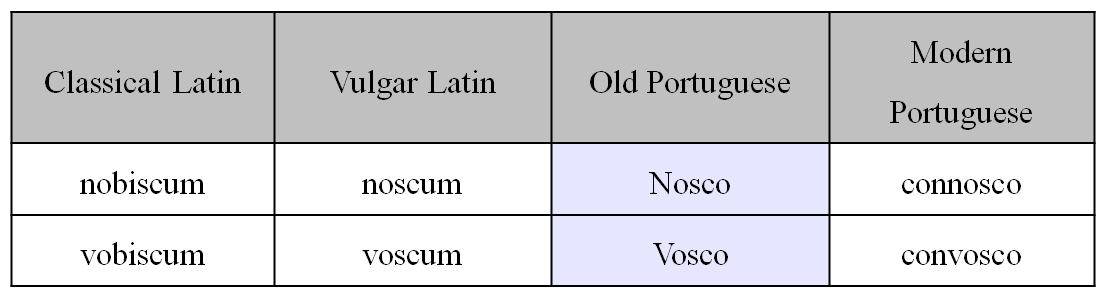 Classical Latin Vulgar Latin Old Portuguese Modern Portuguese
nobiscum noscum Nosco connosco
vobiscum voscum Vosco convosco